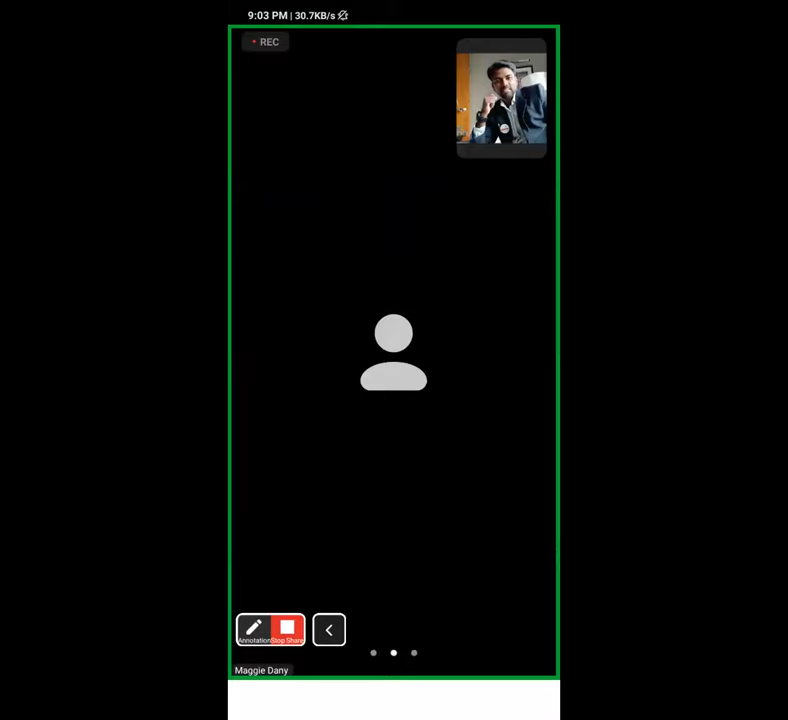 9:03 PM | 30.7KB/s
• REC
Annotation Stop Share
Maggie Dany